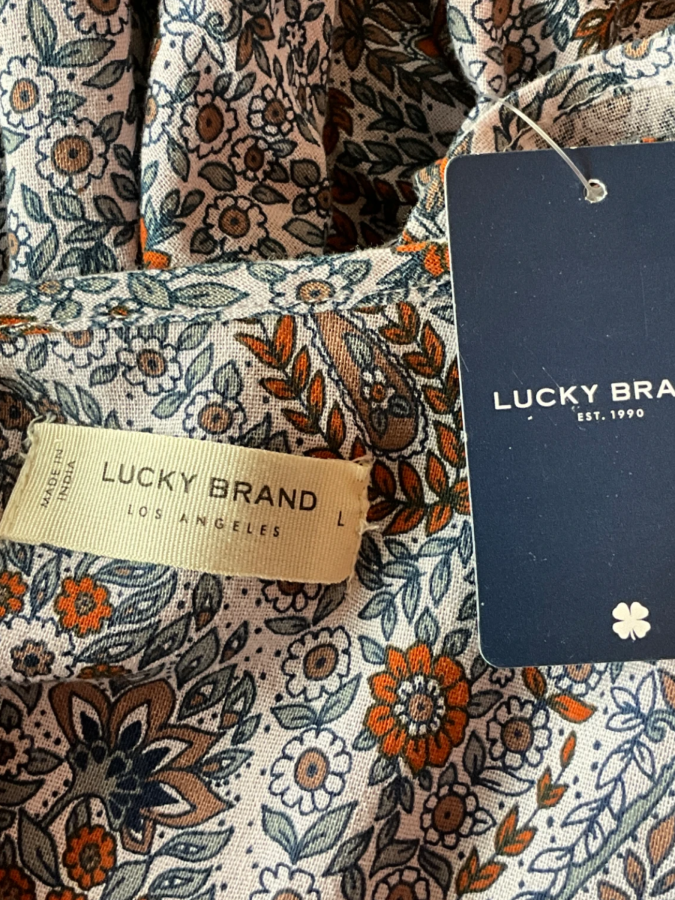 LUCKY BRA
EST. 1990
MADE IN
INDIA
LUCKY BRAND
LOS ANGELES
L